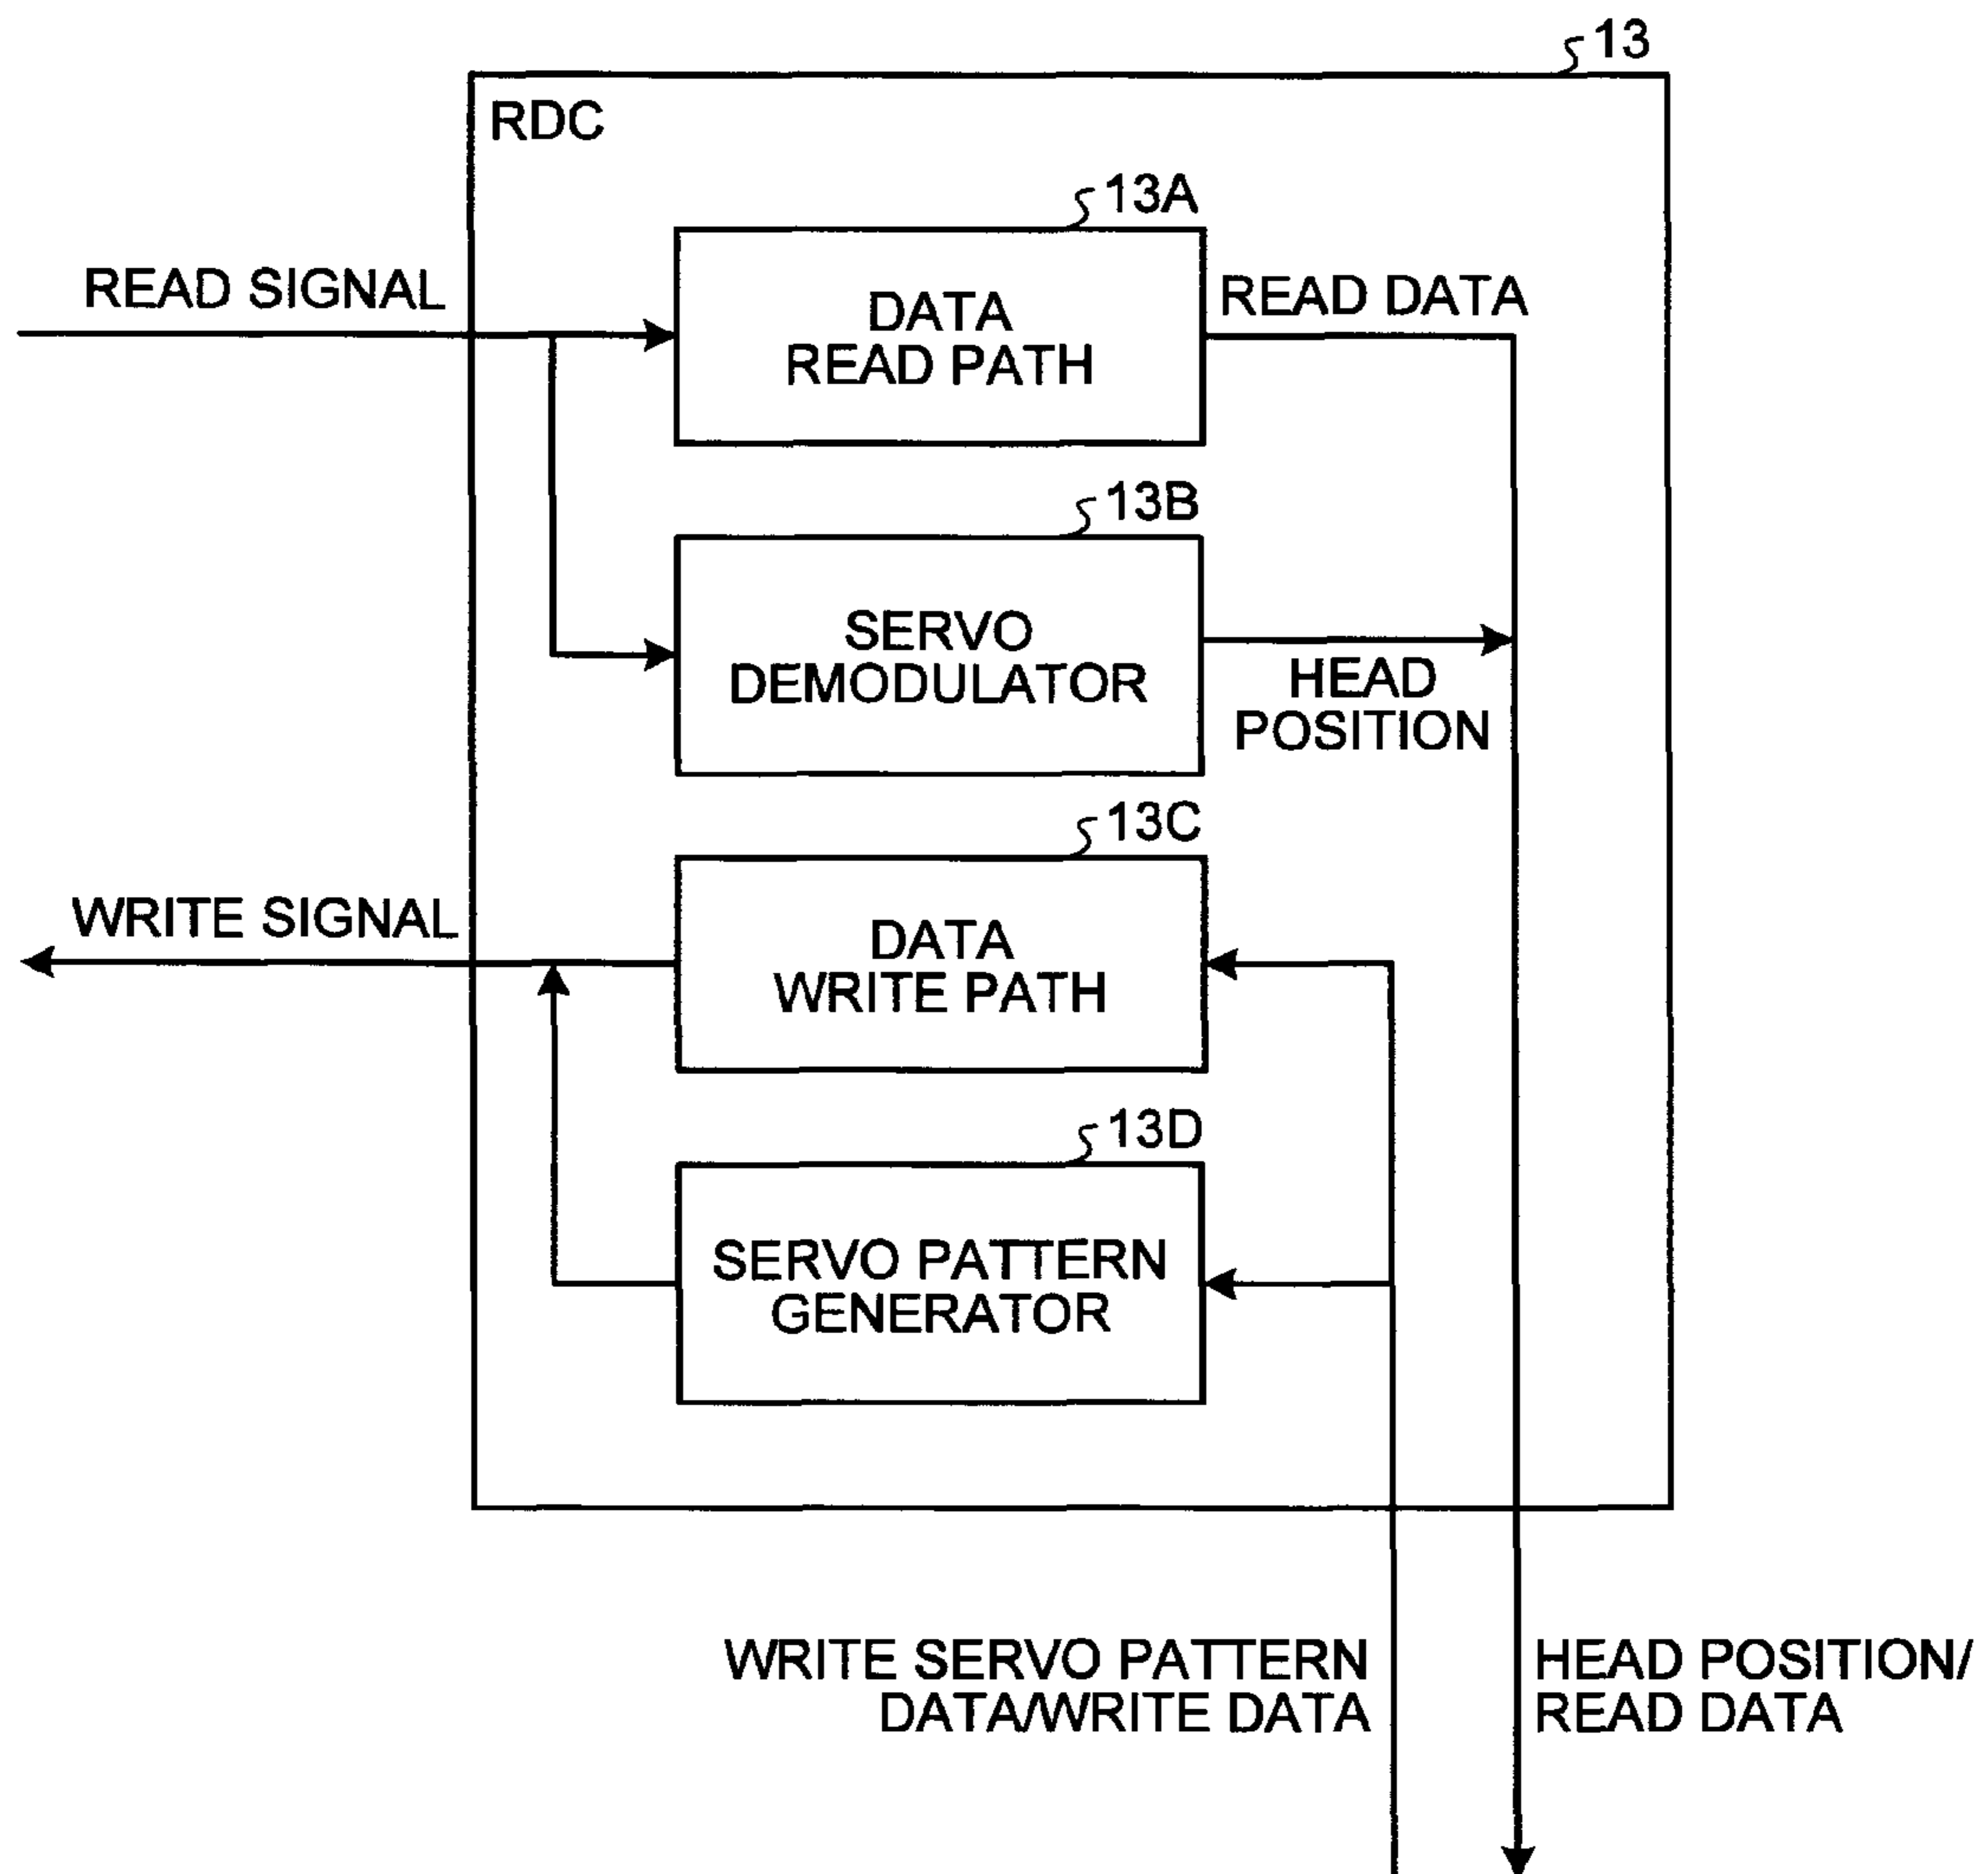 13
RDC
13A
READ SIGNAL
DATA
READ PATH
READ DATA
13B
SERVO
DEMODULATOR
HEAD
POSITION
13C
WRITE SIGNAL
DATA
WRITE PATH
13D
SERVO PATTERN
GENERATOR
WRITE SERVO PATTERN
DATA/WRITE DATA
HEAD POSITION/
READ DATA